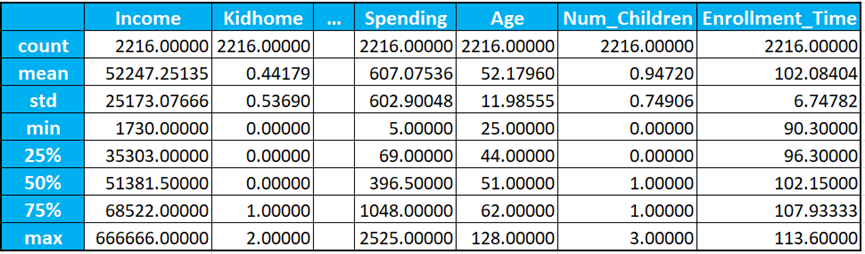 Income Kidhome ... Spending Age Num_Children Enrollment_Time
count 2216.00000 2216.00000 2216.00000 2216.00000 2216.00000 2216.00000
mean 52247.25135 0.44179 607.07536 52.17960 0.94720 102.08404
std 25173.07666 0.53690 602.90048 11.98555 0.74906 6.74782
min 1730.00000 0.00000 5.00000 25.00000 0.00000 90.30000
25% 35303.00000 0.00000 69.00000 44.00000 0.00000 96.30000
50% 51381.50000 0.00000 396.50000 51.00000 1.00000 102.15000
75% 68522.00000 1.00000 1048.00000 62.00000 1.00000 107.93333
max 666666.00000 2.00000 2525.00000 128.00000 3.00000 113.60000